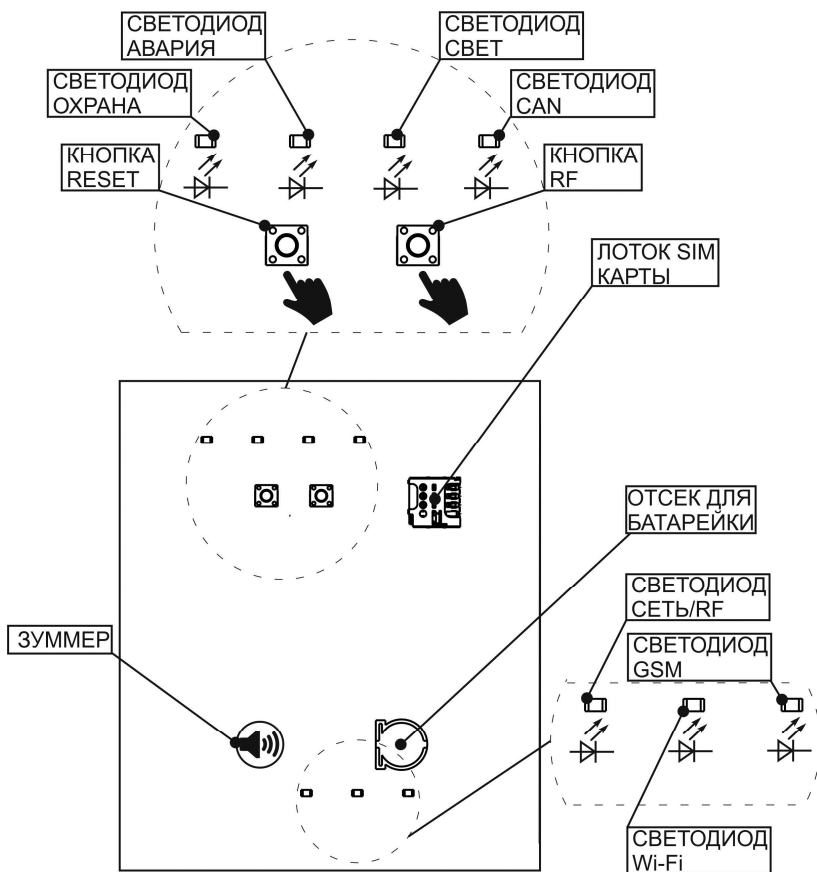 СВЕТОДИОД
АВАРИЯ
СВЕТОДИОД
СВЕТ
СВЕТОДИОД
ОХРАНА
СВЕТОДИОД
CAN
КНОПКА
RESET
КНОПКА
RF
ЛОТОК SIM
КАРТЫ
ОТСЕК ДЛЯ
БАТАРЕЙКИ
СВЕТОДИОД
СЕТЬ/RF
ЗУММЕР
СВЕТОДИОД
GSM
СВЕТОДИОД
Wi-Fi